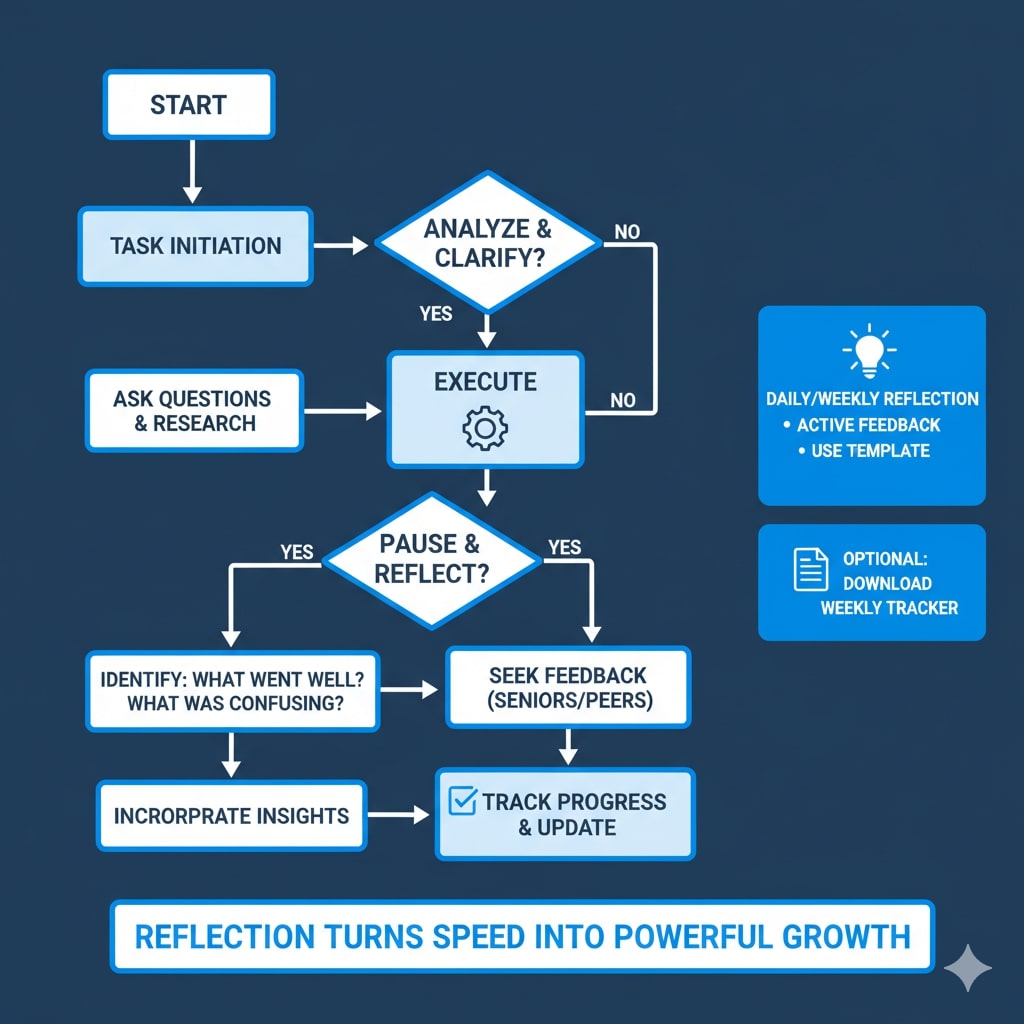 START
TASK INITIATION
ANALYZE &
CLARIFY?
NO
YES
ASK QUESTIONS
& RESEARCH
EXECUTE
NO
PAUSE &
REFLECT?
YES
YES
IDENTIFY: WHAT WENT WELL?
WHAT WAS CONFUSING?
SEEK FEEDBACK
(SENIORS/PEERS)
INCRORPRATE INSIGHTS
TRACK PROGRESS
& UPDATE
DAILY/WEEKLY REFLECTION
• ACTIVE FEEDBACK
• USE TEMPLATE
OPTIONAL:
DOWNLOAD
WEEKLY TRACKER
REFLECTION TURNS SPEED INTO POWERFUL GROWTH